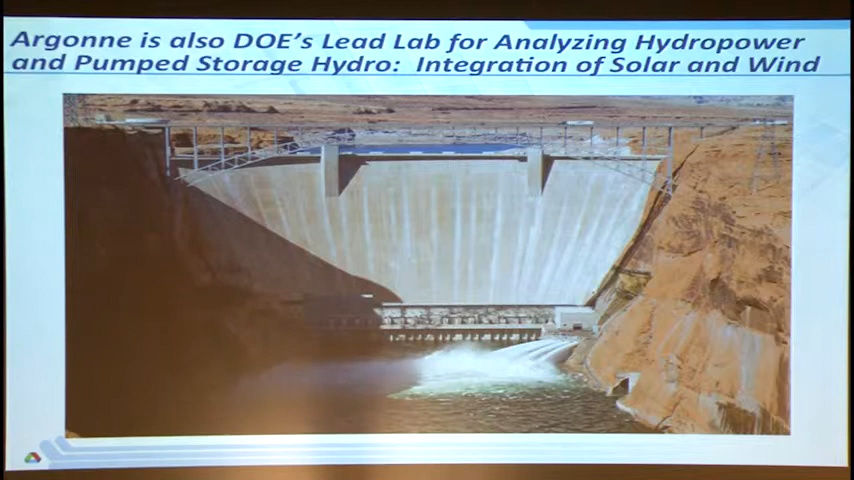 Argonne is also DOE's Lead Lab for Analyzing Hydropower
and Pumped Storage Hydro: Integration of Solar and Wind